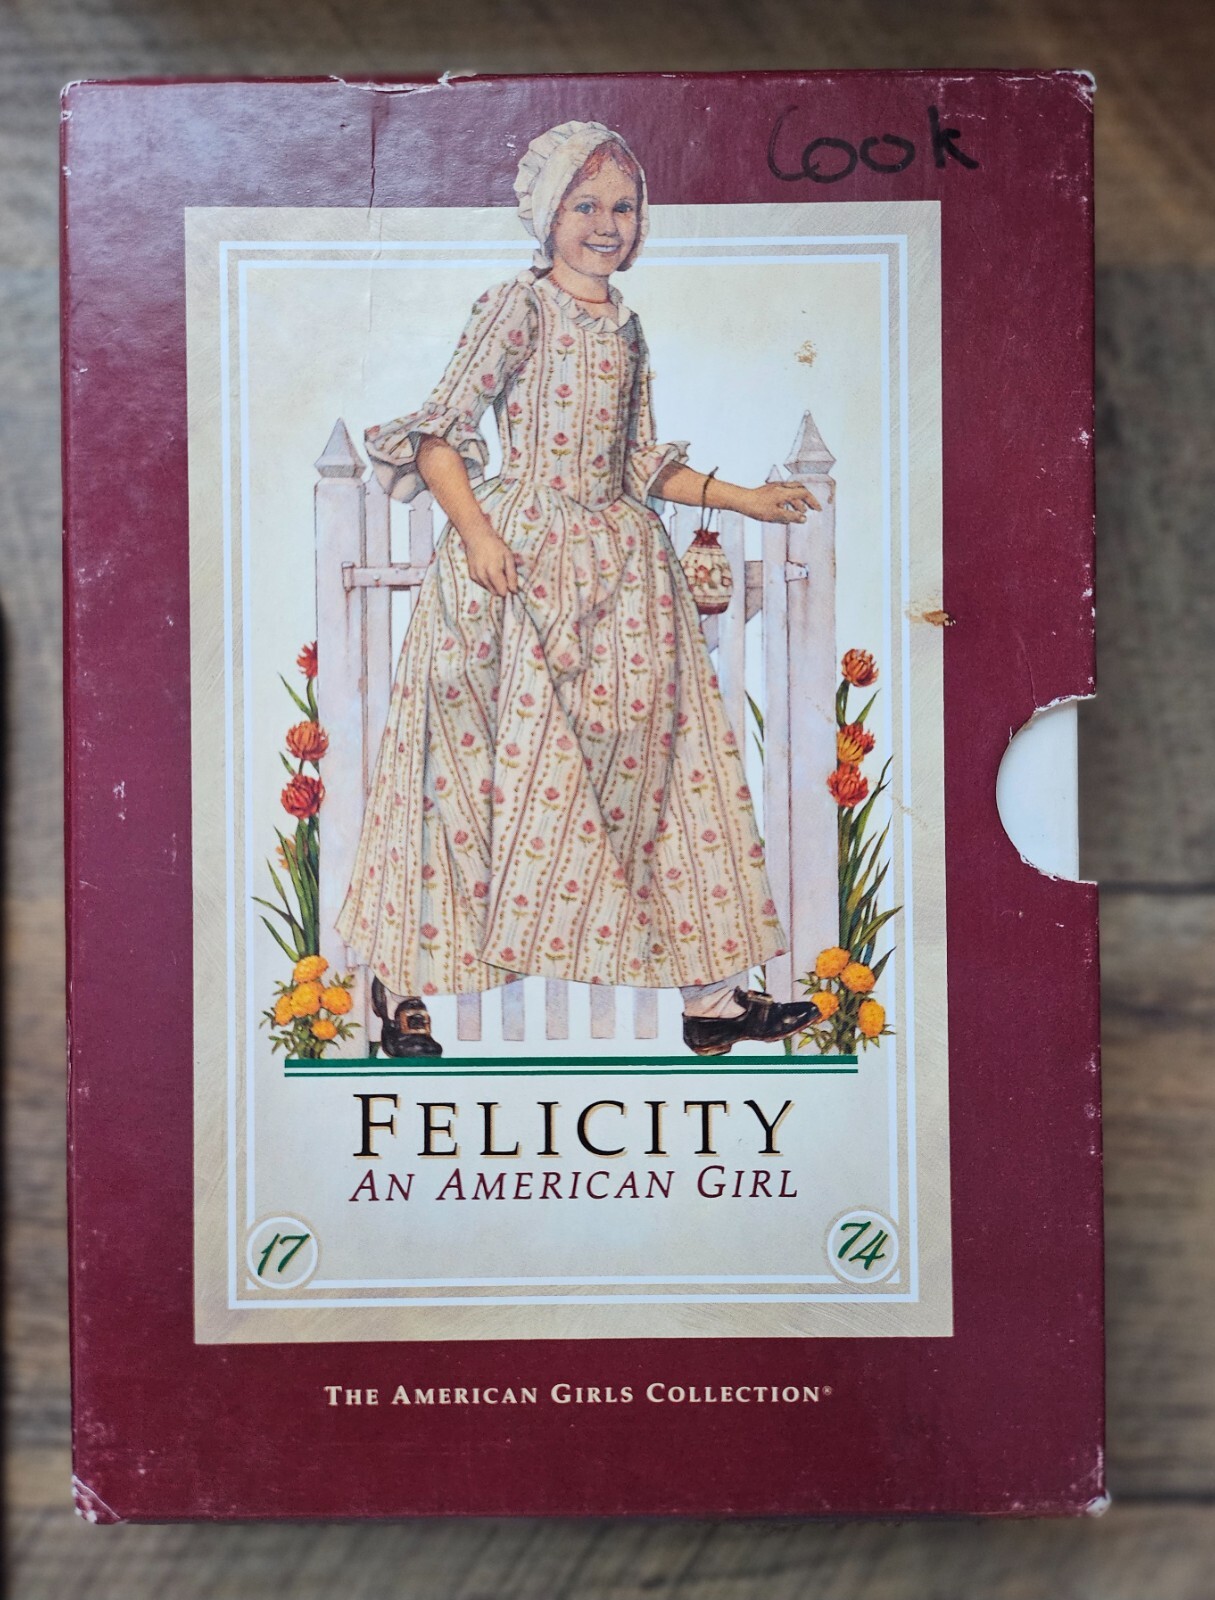 Cook
FELICITY
AN AMERICAN GIRL
17 74
THE AMERICAN GIRLS COLLECTION®